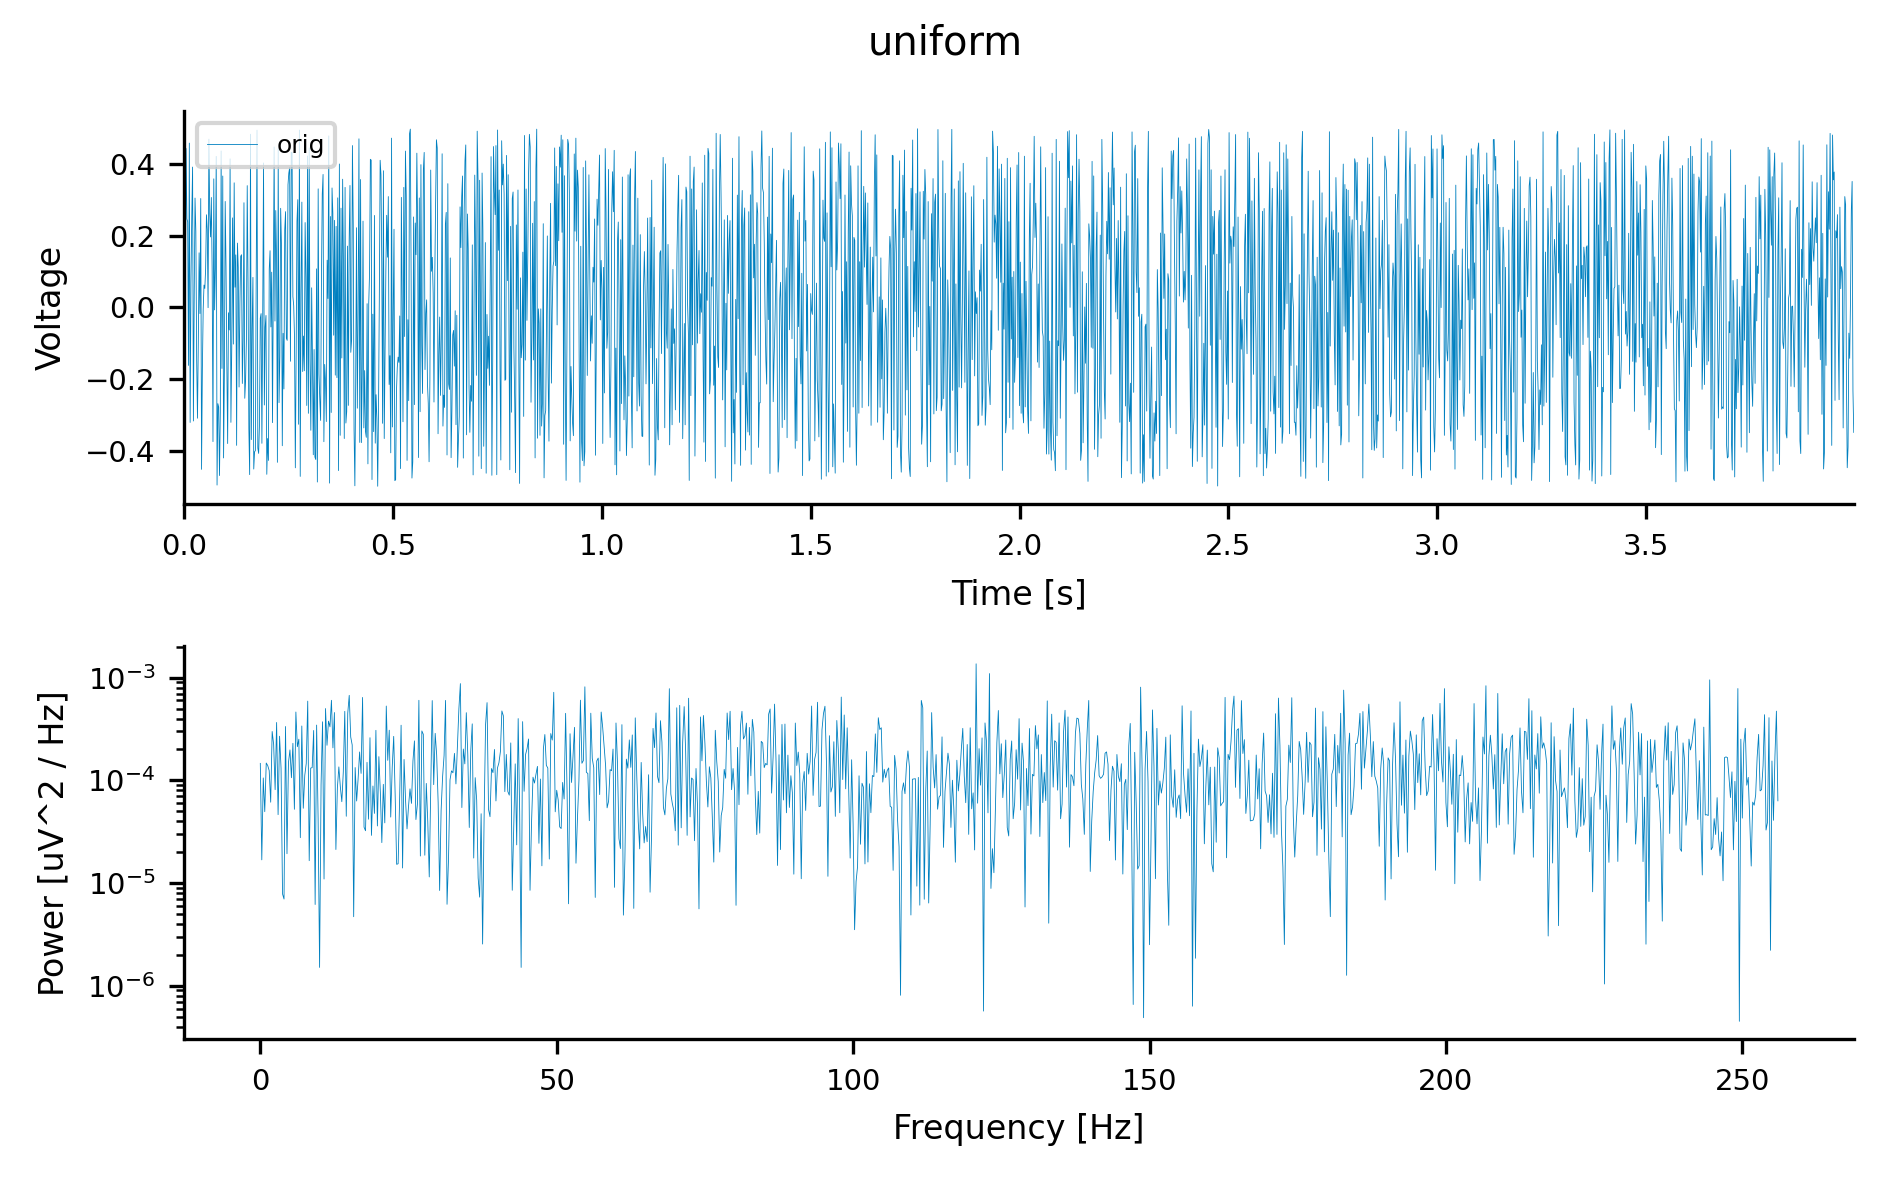 uniform
orig
0.4
0.2
0.0
−0.2
−0.4
Voltage
0.0 0.5 1.0 1.5 2.0 2.5 3.0 3.5
Time [s]
10⁻³
10⁻⁴
10⁻⁵
10⁻⁶
Power [uV^2 / Hz]
0 50 100 150 200 250
Frequency [Hz]